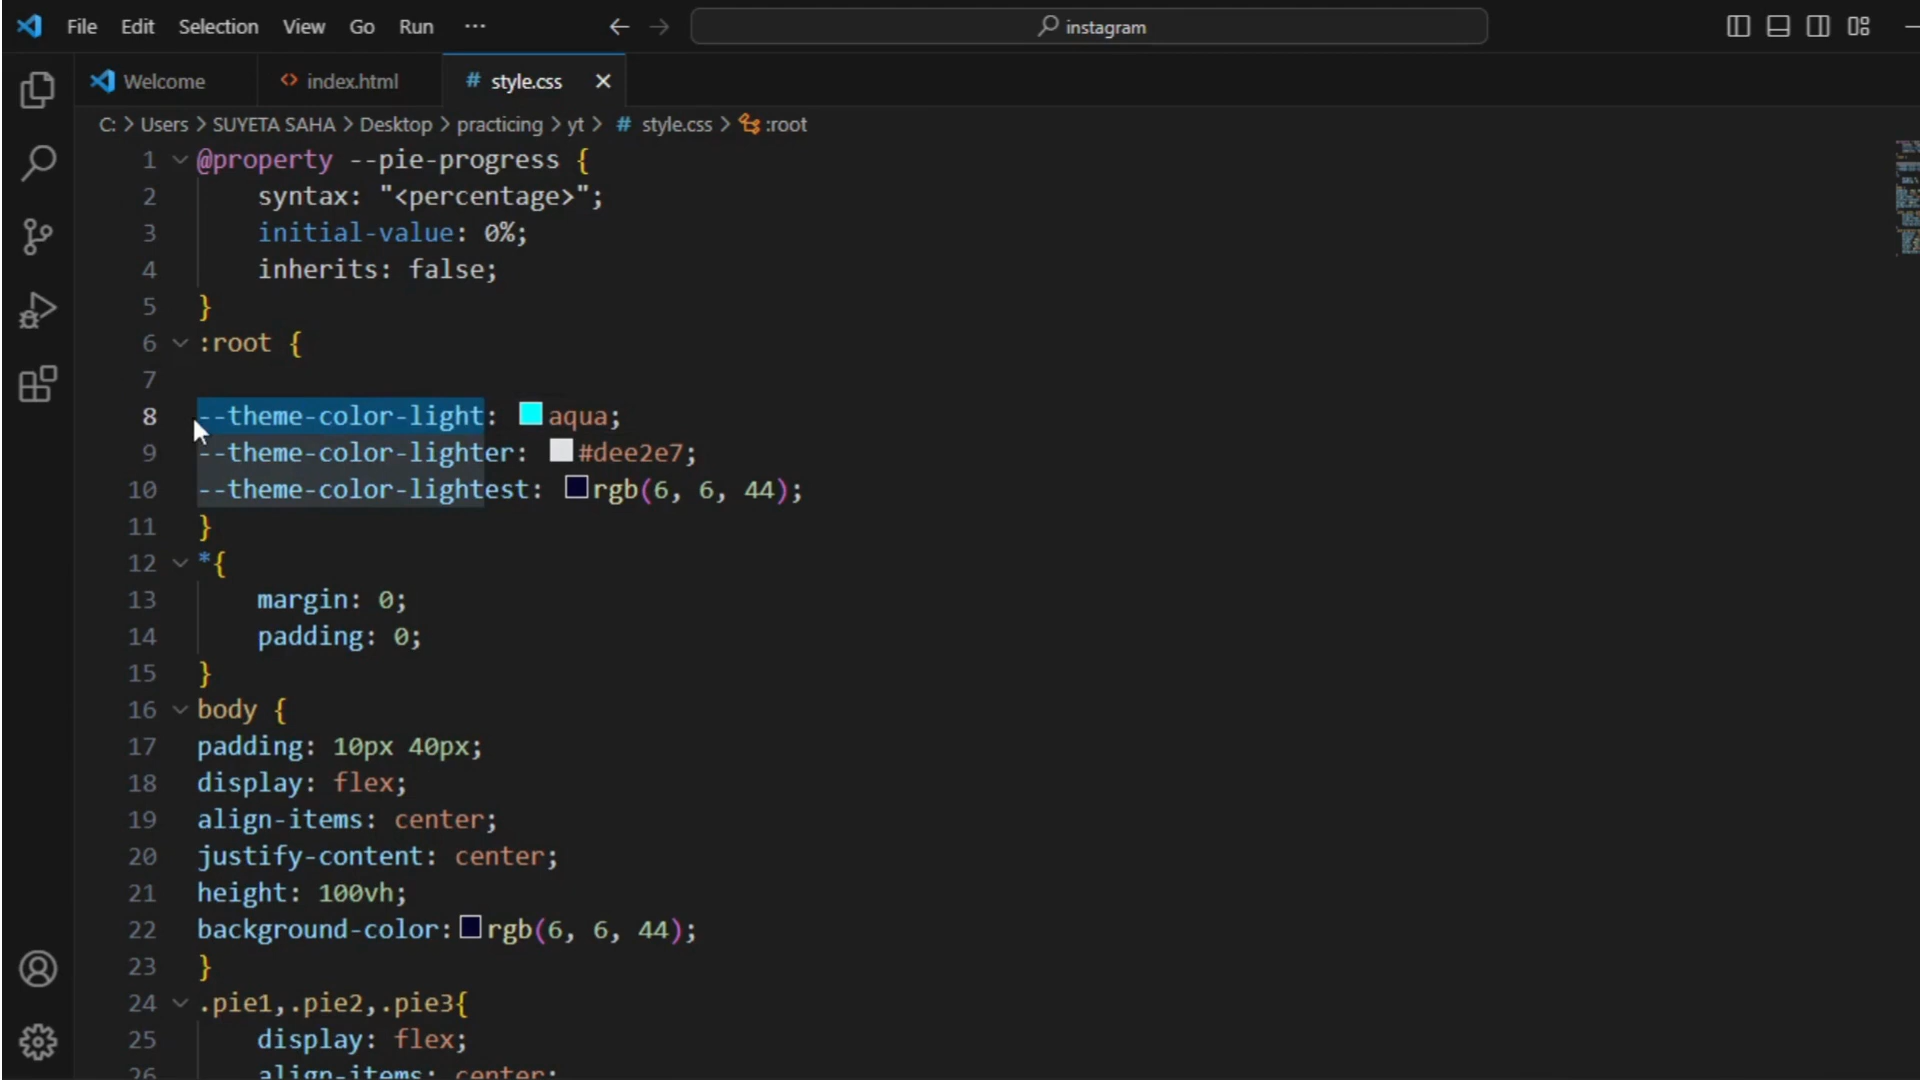 File Edit Selection View Go Run ···
instagram
Welcome index.html # style.css
C: > Users > SUYETA SAHA > Desktop > practicing > yt > # style.css > :root
1 @property --pie-progress {
2 syntax: "<percentage>";
3 initial-value: 0%;
4 inherits: false;
5 }
6 :root {
7
8 --theme-color-light: aqua;
9 --theme-color-lighter: #dee2e7;
10 --theme-color-lightest: rgb(6, 6, 44);
11 }
12 *{
13 margin: 0;
14 padding: 0;
15 }
16 body {
17 padding: 10px 40px;
18 display: flex;
19 align-items: center;
20 justify-content: center;
21 height: 100vh;
22 background-color: rgb(6, 6, 44);
23 }
24 .pie1,.pie2,.pie3{
25 display: flex;
26 align-items: center;